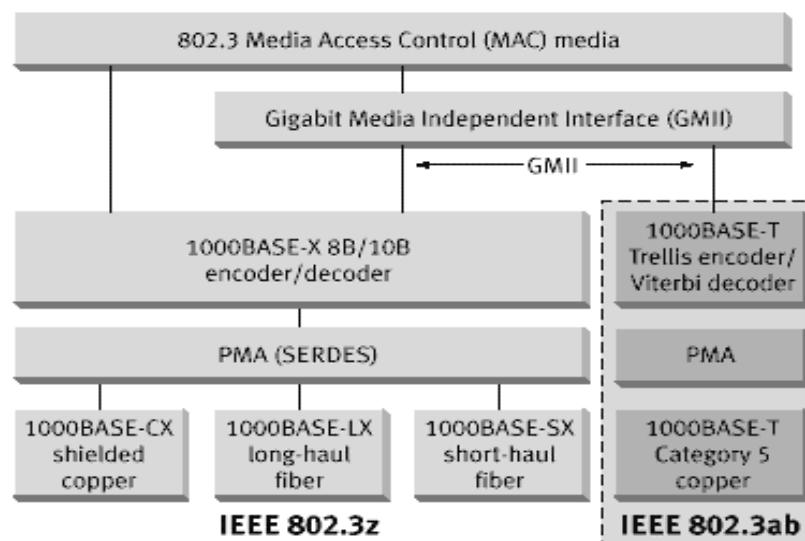 802.3 Media Access Control (MAC) media
Gigabit Media Independent Interface (GMII)
GMII
1000BASE-X 8B/10B
encoder/decoder
1000BASE-T
Trellis encoder/
Viterbi decoder
PMA (SERDES)
PMA
1000BASE-CX
shielded
copper
1000BASE-LX
long-haul
fiber
1000BASE-SX
short-haul
fiber
1000BASE-T
Category 5
copper
IEEE 802.3z
IEEE 802.3ab